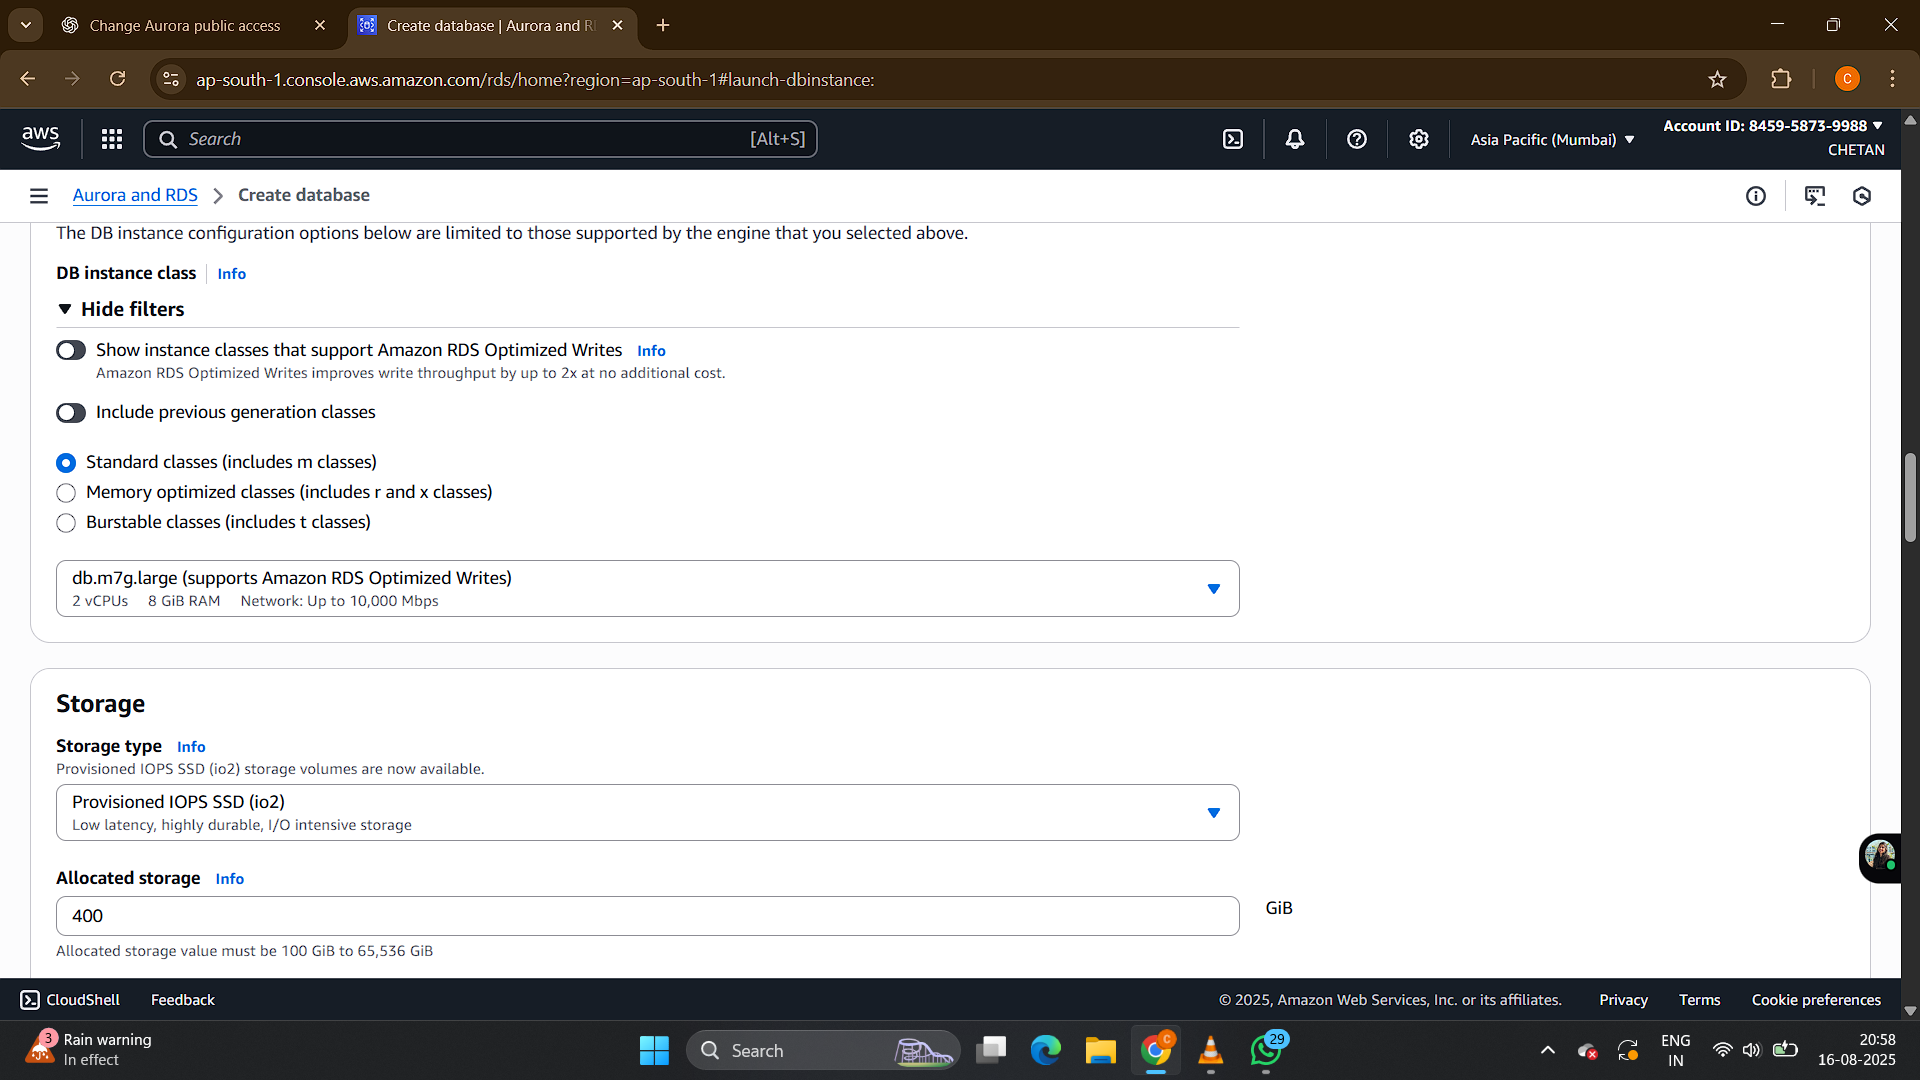 Change Aurora public access
Create database | Aurora and R
ap-south-1.console.aws.amazon.com/rds/home?region=ap-south-1#launch-dbinstance:
C
aws
Search
[Alt+S]
Asia Pacific (Mumbai)
Account ID: 8459-5873-9988
CHETAN
Aurora and RDS
Create database
The DB instance configuration options below are limited to those supported by the engine that you selected above.
DB instance class
Info
Hide filters
Show instance classes that support Amazon RDS Optimized Writes
Info
Amazon RDS Optimized Writes improves write throughput by up to 2x at no additional cost.
Include previous generation classes
Standard classes (includes m classes)
Memory optimized classes (includes r and x classes)
Burstable classes (includes t classes)
db.m7g.large (supports Amazon RDS Optimized Writes)
2 vCPUs 8 GiB RAM Network: Up to 10,000 Mbps
Storage
Storage type
Info
Provisioned IOPS SSD (io2) storage volumes are now available.
Provisioned IOPS SSD (io2)
Low latency, highly durable, I/O intensive storage
Allocated storage
Info
400
GiB
Allocated storage value must be 100 GiB to 65,536 GiB
CloudShell
Feedback
© 2025, Amazon Web Services, Inc. or its affiliates.
Privacy
Terms
Cookie preferences
3
Rain warning
In effect
Search
C
29
ENG
IN
20:58
16-08-2025